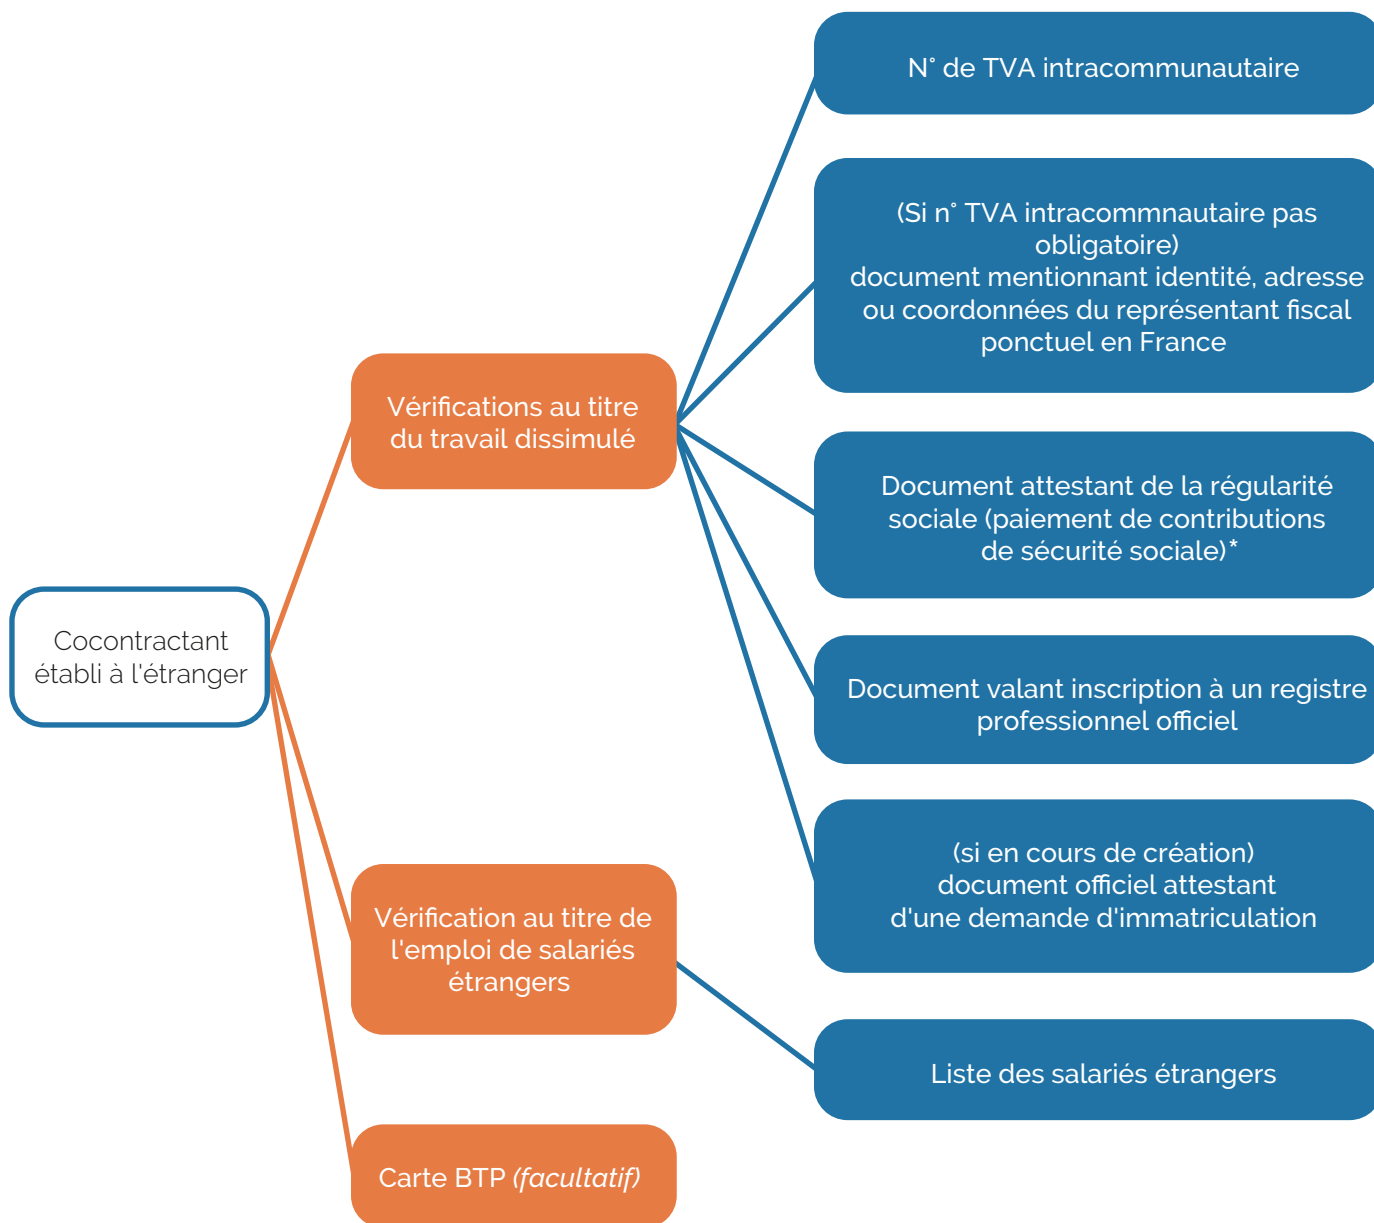 Cocontractant
établi à l'étranger
Vérifications au titre
du travail dissimulé
N° de TVA intracommunautaire
(Si n° TVA intracommnautaire pas
obligatoire)
document mentionnant identité, adresse
ou coordonnées du représentant fiscal
ponctuel en France
Document attestant de la régularité
sociale (paiement de contributions
de sécurité sociale)*
Document valant inscription à un registre
professionnel officiel
(si en cours de création)
document officiel attestant
d'une demande d'immatriculation
Vérification au titre de
l'emploi de salariés
étrangers
Liste des salariés étrangers
Carte BTP (facultatif)